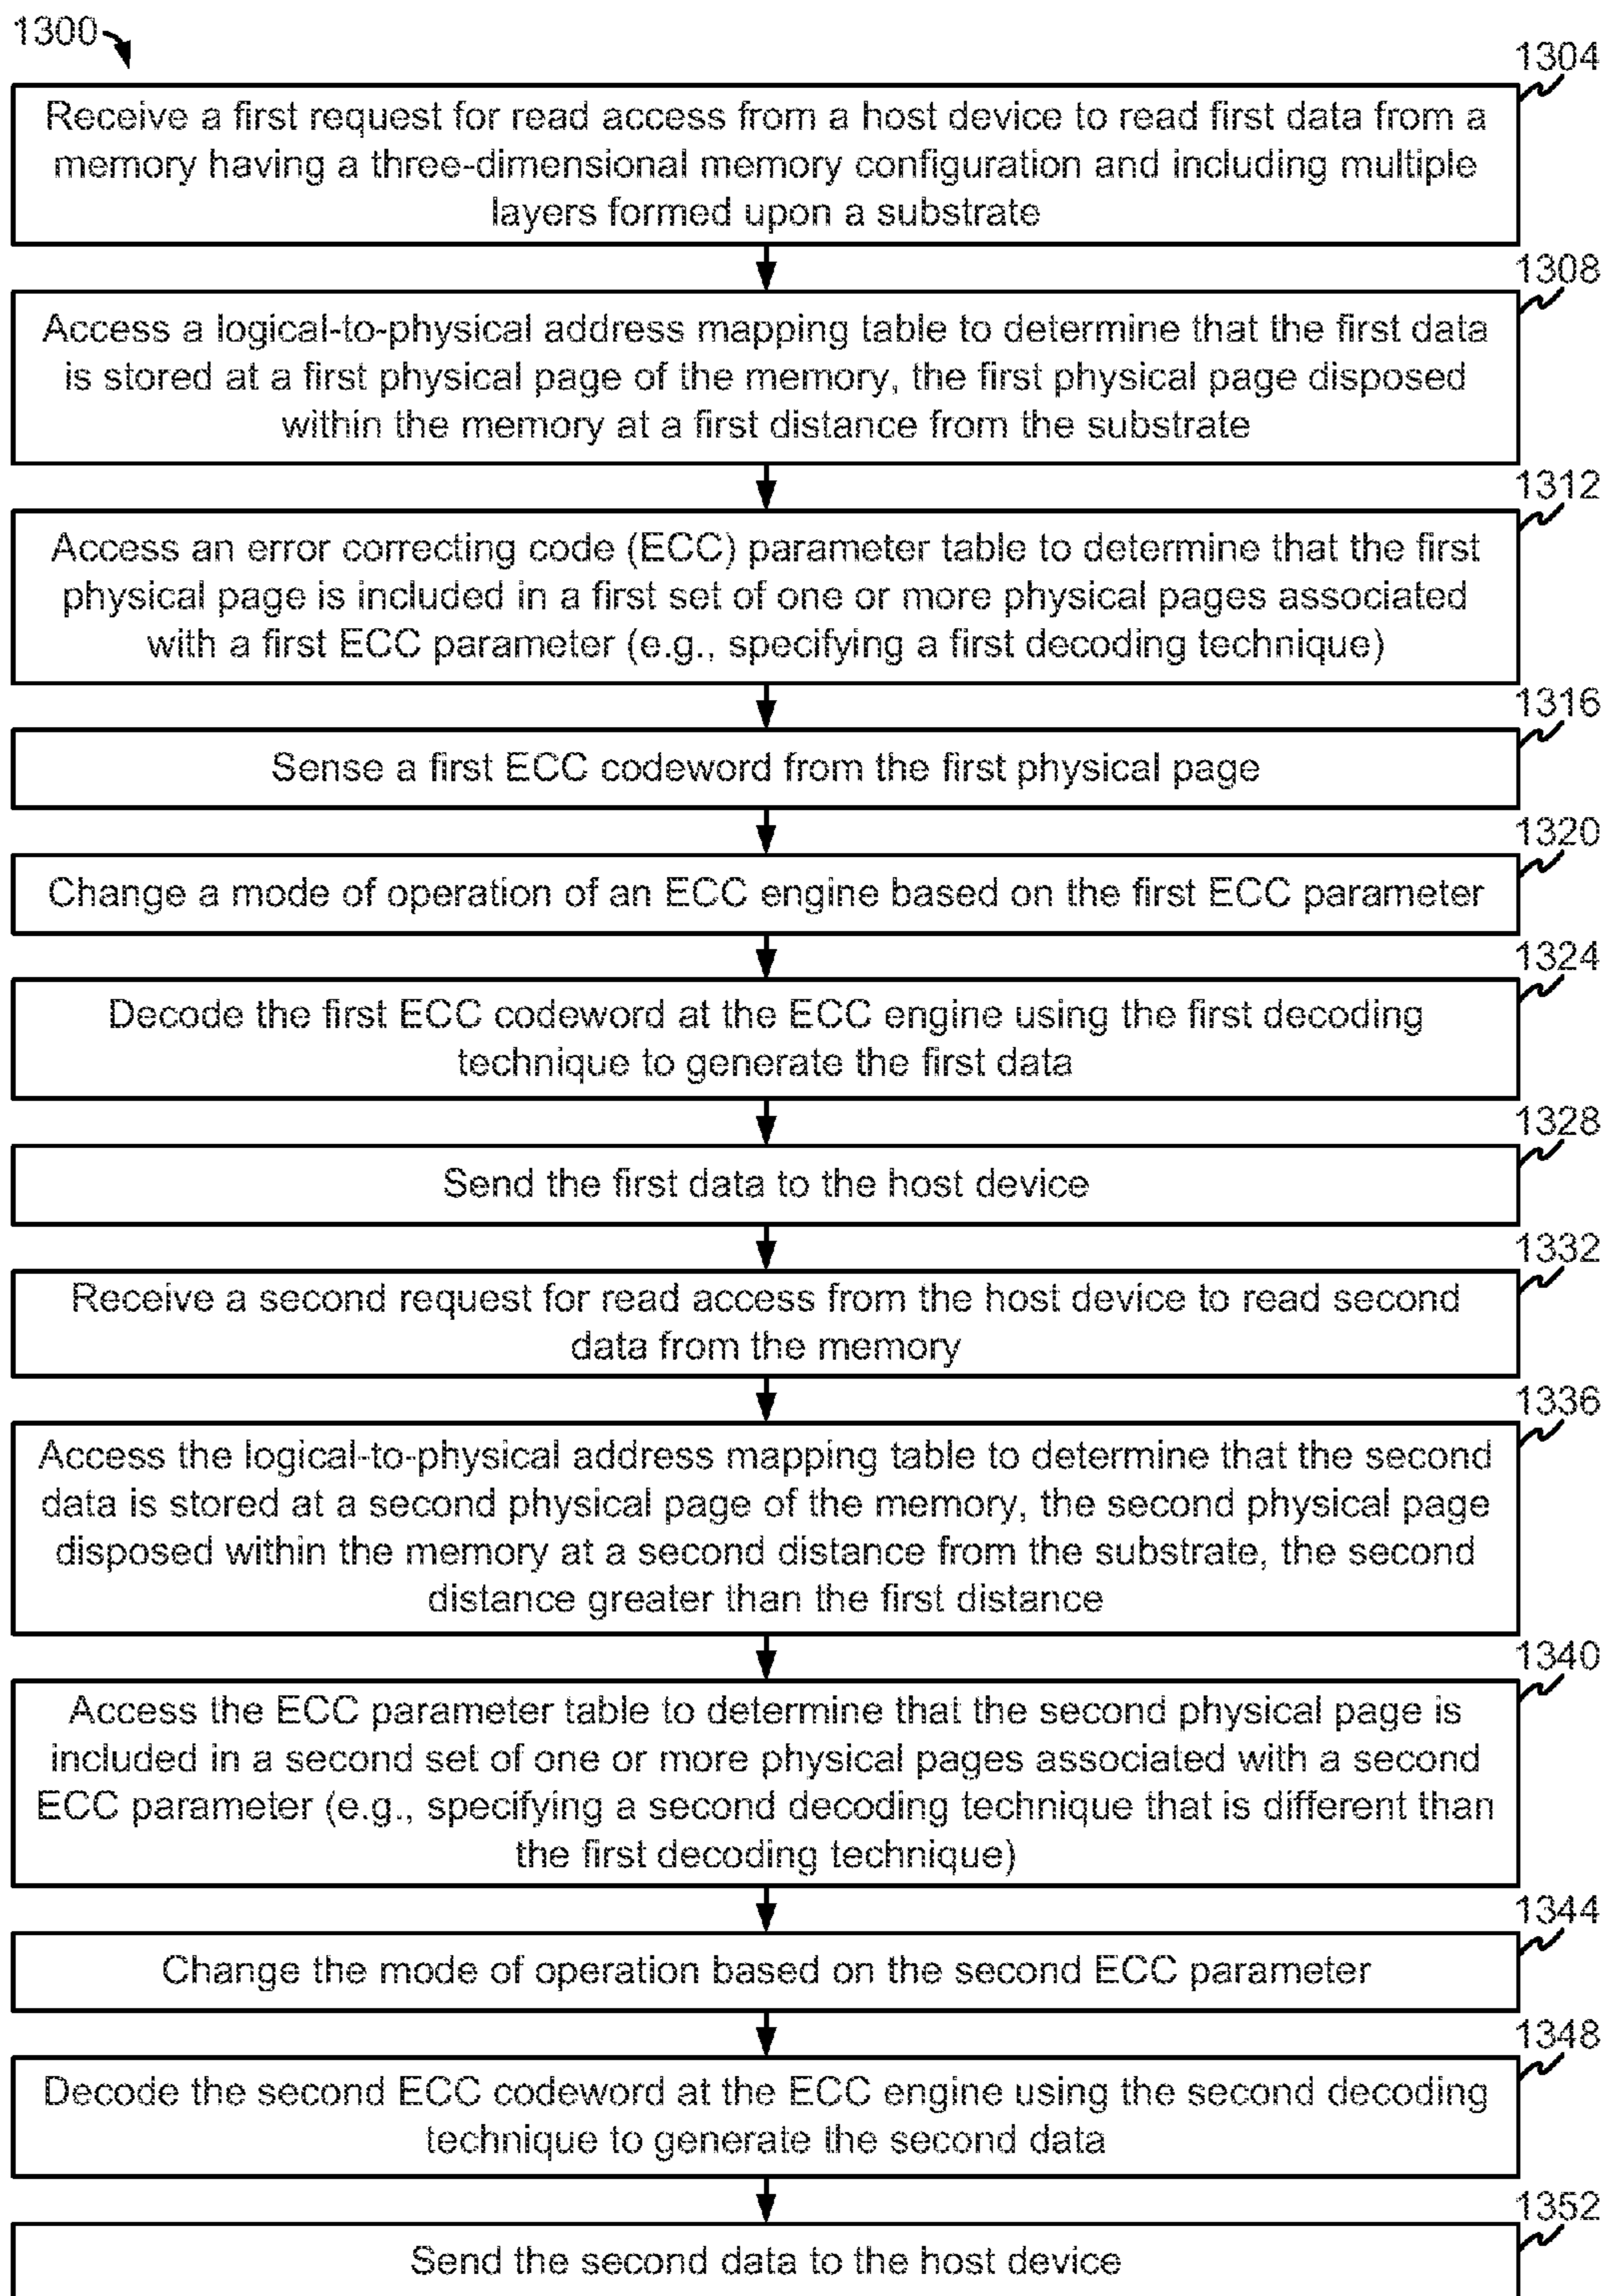 1300
1304
Receive a first request for read access from a host device to read first data from a
memory having a three-dimensional memory configuration and including multiple
layers formed upon a substrate
1308
Access a logical-to-physical address mapping table to determine that the first data
is stored at a first physical page of the memory, the first physical page disposed
within the memory at a first distance from the substrate
1312
Access an error correcting code (ECC) parameter table to determine that the first
physical page is included in a first set of one or more physical pages associated
with a first ECC parameter (e.g., specifying a first decoding technique)
1316
Sense a first ECC codeword from the first physical page
1320
Change a mode of operation of an ECC engine based on the first ECC parameter
1324
Decode the first ECC codeword at the ECC engine using the first decoding
technique to generate the first data
1328
Send the first data to the host device
1332
Receive a second request for read access from the host device to read second
data from the memory
1336
Access the logical-to-physical address mapping table to determine that the second
data is stored at a second physical page of the memory, the second physical page
disposed within the memory at a second distance from the substrate, the second
distance greater than the first distance
1340
Access the ECC parameter table to determine that the second physical page is
included in a second set of one or more physical pages associated with a second
ECC parameter (e.g., specifying a second decoding technique that is different than
the first decoding technique)
1344
Change the mode of operation based on the second ECC parameter
1348
Decode the second ECC codeword at the ECC engine using the second decoding
technique to generate the second data
1352
Send the second data to the host device